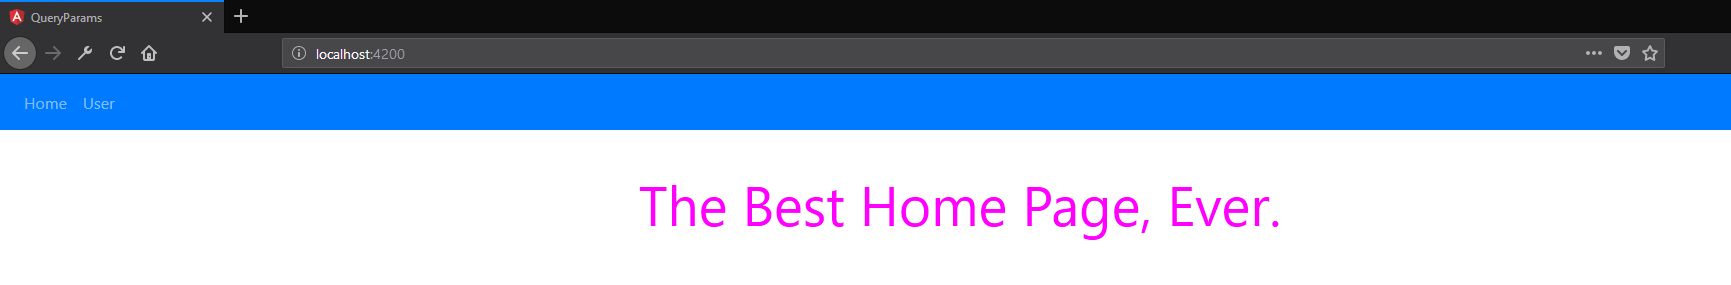 QueryParams
localhost:4200
Home User
The Best Home Page, Ever.